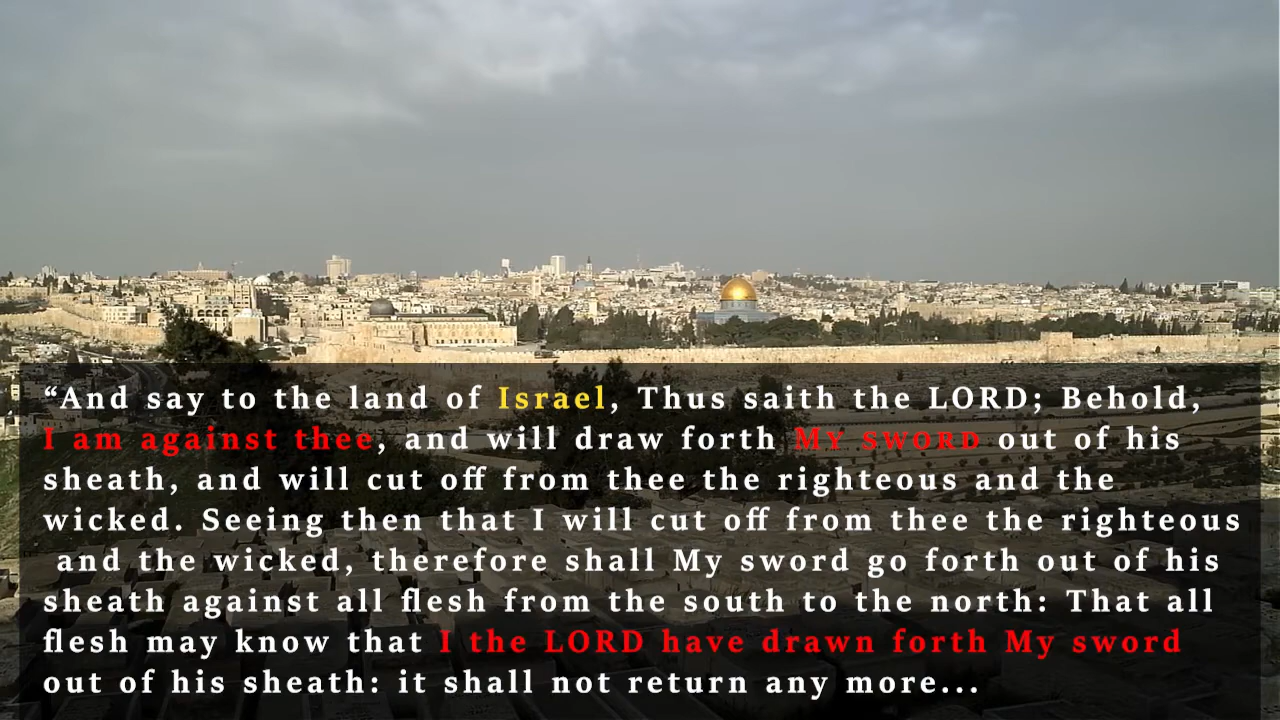 “And say to the land of Israel, Thus saith the LORD; Behold,
I am against thee, and will draw forth MY SWORD out of his
sheath, and will cut off from thee the righteous and the
wicked. Seeing then that I will cut off from thee the righteous
and the wicked, therefore shall My sword go forth out of his
sheath against all flesh from the south to the north: That all
flesh may know that I the LORD have drawn forth My sword
out of his sheath: it shall not return any more...